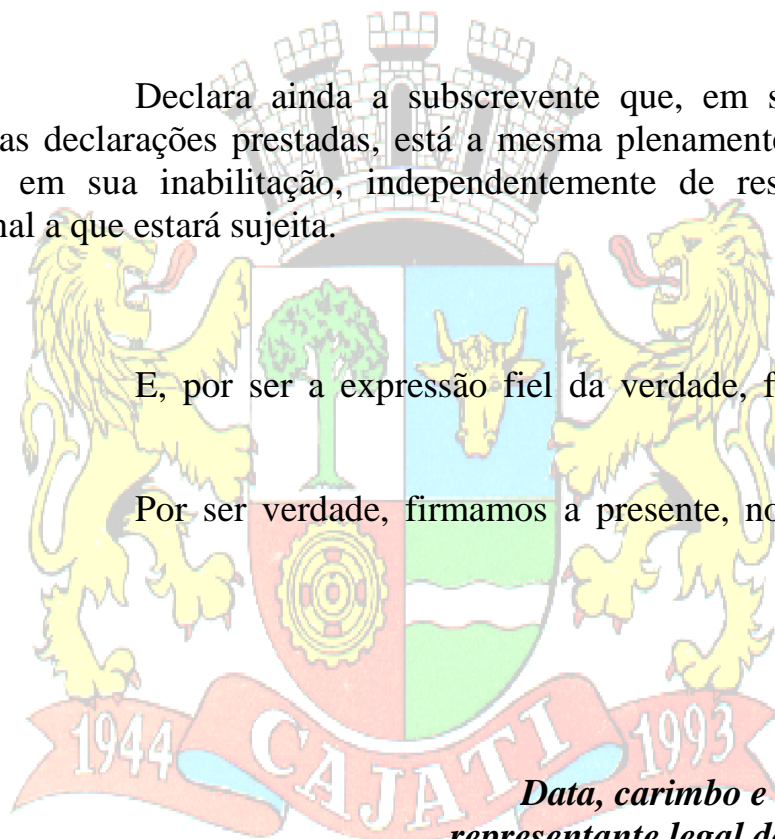 Declara ainda a subscrevente que, em s
as declarações prestadas, está a mesma plenamente
em sua inabilitação, independentemente de res
nal a que estará sujeita.
E, por ser a expressão fiel da verdade, f
Por ser verdade, firmamos a presente, no
1944 CAJATI 1993
Data, carimbo e
representante legal d